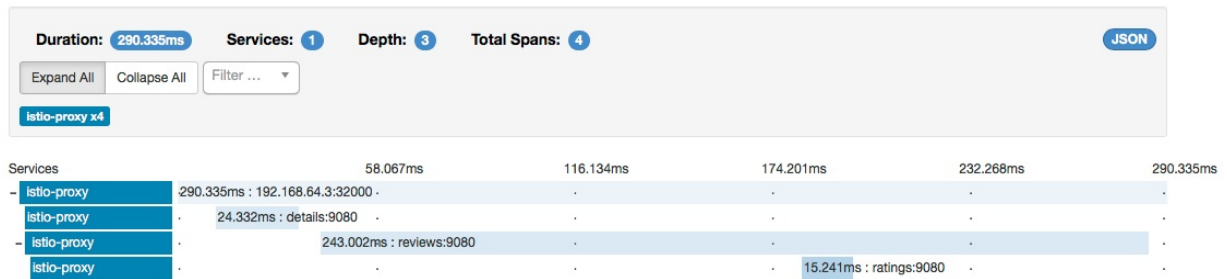 Duration: 290.335ms Services: 1 Depth: 3 Total Spans: 4 JSON
Expand All Collapse All Filter ...
istio-proxy x4
Services 58.067ms 116.134ms 174.201ms 232.268ms 290.335ms
- istio-proxy 290.335ms : 192.168.64.3:32000
istio-proxy 24.332ms : details:9080
- istio-proxy 243.002ms : reviews:9080
istio-proxy 15.241ms : ratings:9080